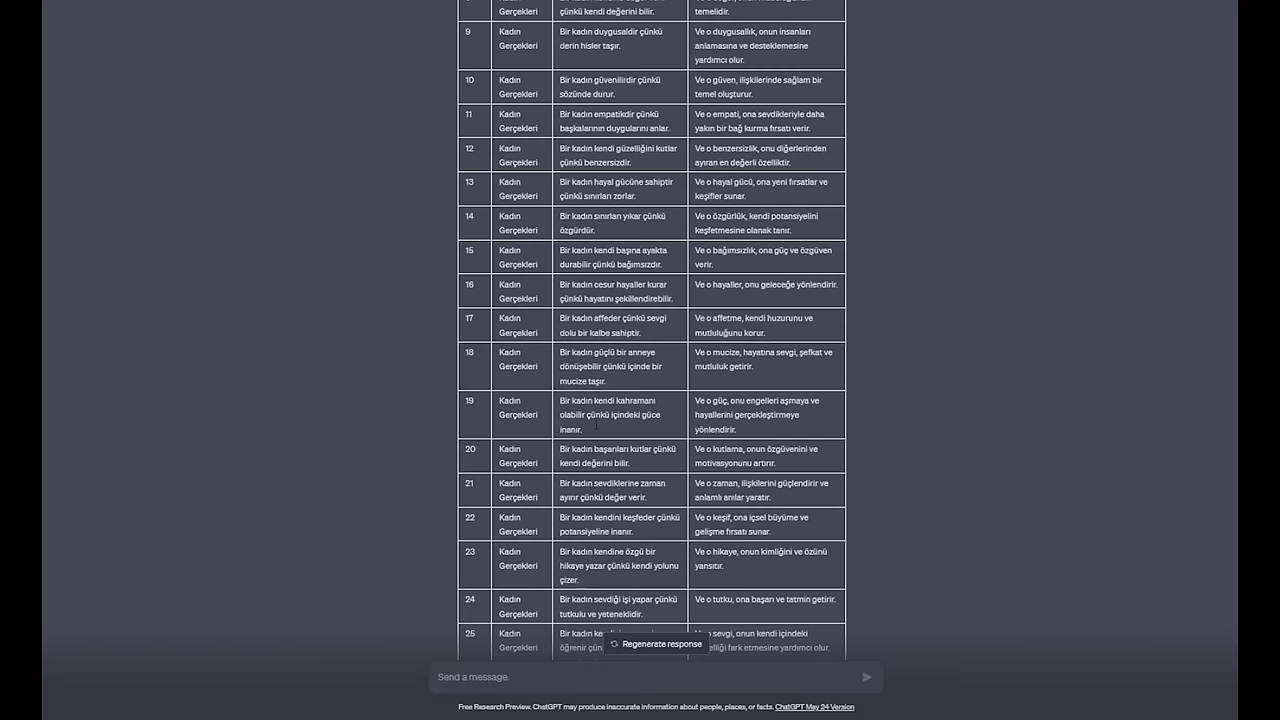 çünkü kendi değerini bilir.
temelidir.
9
Kadın
Gerçekleri
Bir kadın duygusaldir çünkü
derin hisler taşır.
Ve o duygusallık, onun insanları
anlamasına ve desteklemesine
yardımcı olur.
10
Kadın
Gerçekleri
Bir kadın güvenilirdir çünkü
sözünde durur.
Ve o güven, ilişkilerinde sağlam bir
temel oluşturur.
11
Kadın
Gerçekleri
Bir kadın empatikdir çünkü
başkalarının duygularını anlar.
Ve o empati, ona sevdikleriyle daha
yakın bir bağ kurma fırsatı verir.
12
Kadın
Gerçekleri
Bir kadın kendi güzelliğini kutlar
çünkü benzersizdir.
Ve o benzersizlik, onu diğerlerinden
ayıran en değerli özelliktir.
13
Kadın
Gerçekleri
Bir kadın hayal gücüne sahiptir
çünkü sınırları zorlar.
Ve o hayal gücü, ona yeni fırsatlar ve
keşifler sunar.
14
Kadın
Gerçekleri
Bir kadın sınırları yıkar çünkü
özgürdür.
Ve o özgürlük, kendi potansiyelini
keşfetmesine olanak tanır.
15
Kadın
Gerçekleri
Bir kadın kendi başına ayakta
durabilir çünkü bağımsızdır.
Ve o bağımsızlık, ona güç ve özgüven
verir.
16
Kadın
Gerçekleri
Bir kadın cesur hayaller kurar
çünkü hayatını şekillendirebilir.
Ve o hayaller, onu geleceğe yönlendirir.
17
Kadın
Gerçekleri
Bir kadın affeder çünkü sevgi
dolu bir kalbe sahiptir.
Ve o affetme, kendi huzurunu ve
mutluluğunu korur.
18
Kadın
Gerçekleri
Bir kadın güçlü bir anneye
dönüşebilir çünkü içinde bir
mucize taşır.
Ve o mucize, hayatına sevgi, şefkat ve
mutluluk getirir.
19
Kadın
Gerçekleri
Bir kadın kendi kahramanı
olabilir çünkü içindeki güce
inanır.
Ve o güç, onu engelleri aşmaya ve
hayallerini gerçekleştirmeye
yönlendirir.
20
Kadın
Gerçekleri
Bir kadın başarıları kutlar çünkü
kendi değerini bilir.
Ve o kutlama, onun özgüvenini ve
motivasyonunu artırır.
21
Kadın
Gerçekleri
Bir kadın sevdiklerine zaman
ayırır çünkü değer verir.
Ve o zaman, ilişkilerini güçlendirir ve
anlamlı anılar yaratır.
22
Kadın
Gerçekleri
Bir kadın kendini keşfeder çünkü
potansiyeline inanır.
Ve o keşif, ona içsel büyüme ve
gelişme fırsatı sunar.
23
Kadın
Gerçekleri
Bir kadın kendine özgü bir
hikaye yazar çünkü kendi yolunu
çizer.
Ve o hikaye, onun kimliğini ve özünü
yansıtır.
24
Kadın
Gerçekleri
Bir kadın sevdiği işi yapar çünkü
tutkulu ve yeteneklidir.
Ve o tutku, ona başarı ve tatmin getirir.
25
Kadın
Gerçekleri
Bir kadın
öğrenir
sevgi, onun kendi içindeki
fark etmesine yardımcı olur.
Regenerate response
Send a message.
Free Research Preview. ChatGPT may produce inaccurate information about people, places, or facts. ChatGPT May 24 Version